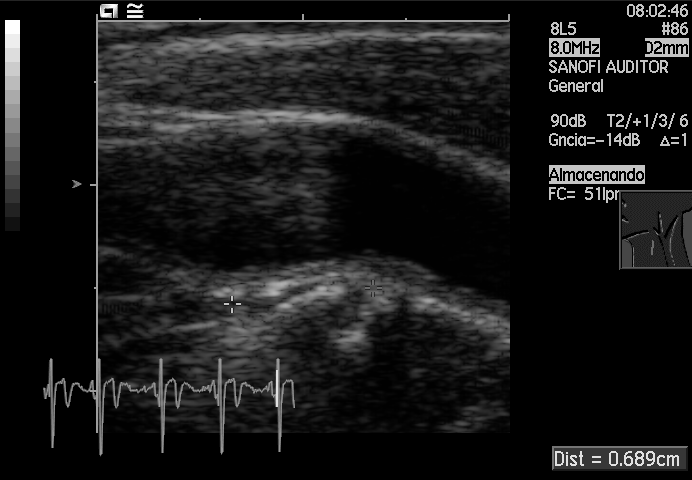 08:02:46
8L5 #86
8.0MHz D2mm
SANOFI AUDITOR
General
90dB T2/+1/3/ 6
Gncia=-14dB Δ=1
Almacenando
FC= 51lpr
Dist = 0.689cm